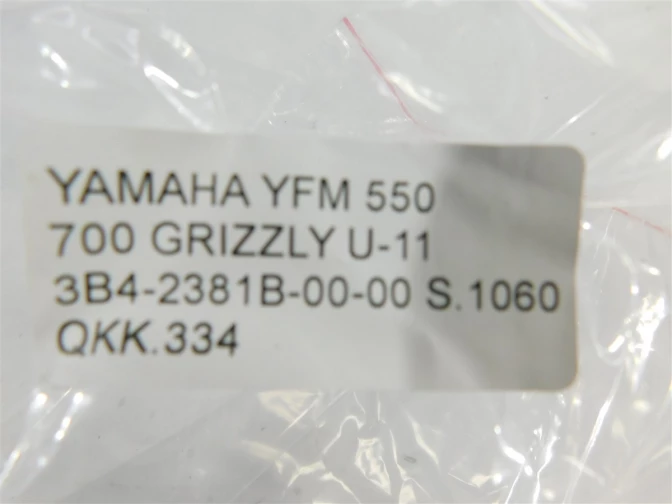 YAMAHA YFM 550
700 GRIZZLY U-11
3B4-2381B-00-00 S.1060
QKK.334